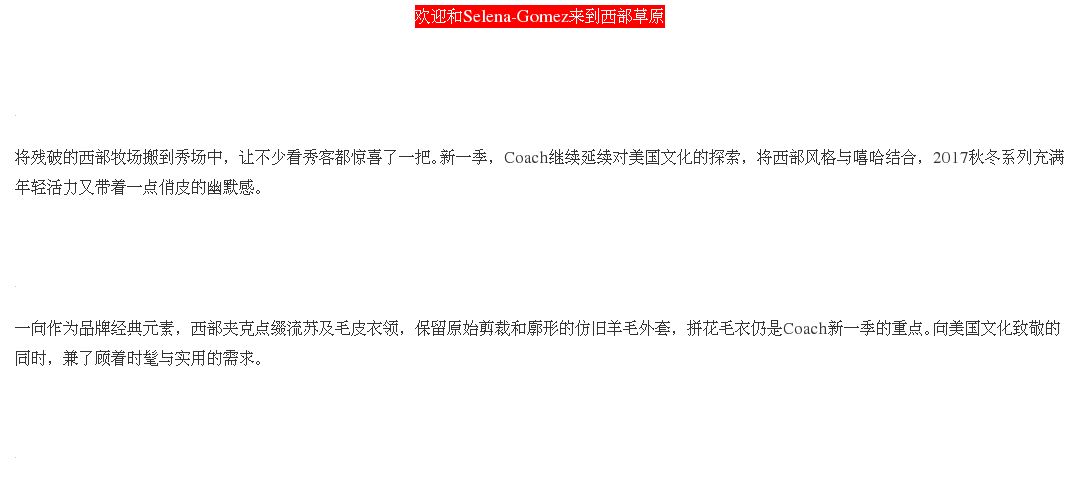 欢迎和Selena-Gomez来到西部草原
将残破的西部牧场搬到秀场中，让不少看秀客都惊喜了一把。新一季，Coach继续延续对美国文化的探索，将西部风格与嘻哈结合，2017秋冬系列充满
年轻活力又带着一点俏皮的幽默感。
一向作为品牌经典元素，西部夹克点缀流苏及毛皮衣领，保留原始剪裁和廓形的仿旧羊毛外套，拼花毛衣仍是Coach新一季的重点。向美国文化致敬的
同时，兼了顾着时髦与实用的需求。